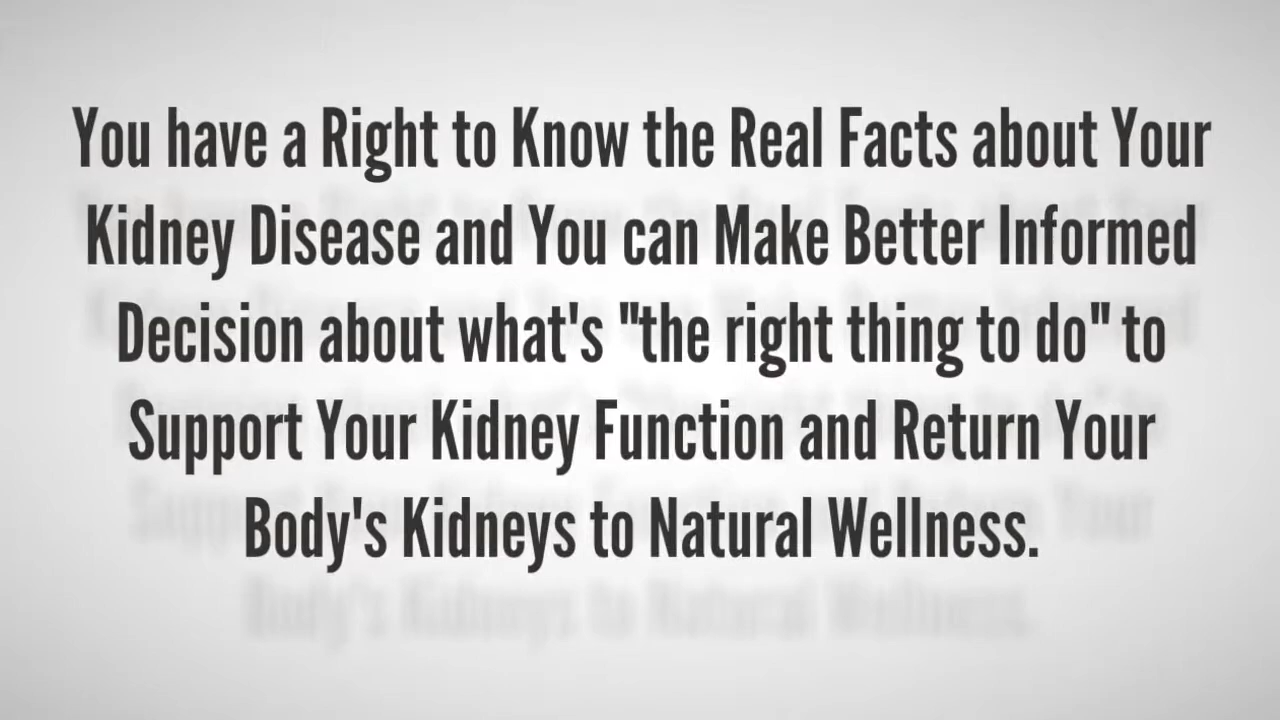 You have a Right to Know the Real Facts about Your
Kidney Disease and You can Make Better Informed
Decision about what's "the right thing to do" to
Support Your Kidney Function and Return Your
Body's Kidneys to Natural Wellness.